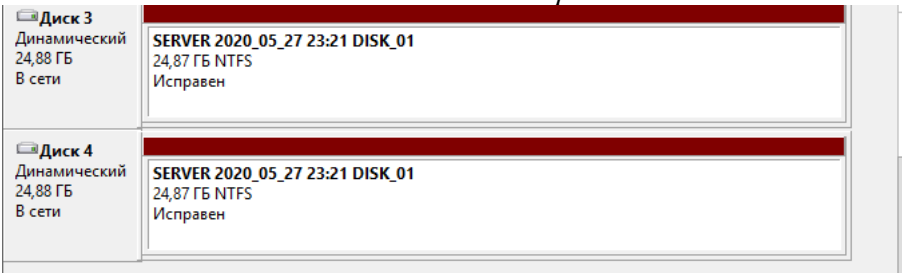 Диск 3
Динамический
24,88 ГБ
В сети
SERVER 2020_05_27 23:21 DISK_01
24,87 ГБ NTFS
Исправен
Диск 4
Динамический
24,88 ГБ
В сети
SERVER 2020_05_27 23:21 DISK_01
24,87 ГБ NTFS
Исправен